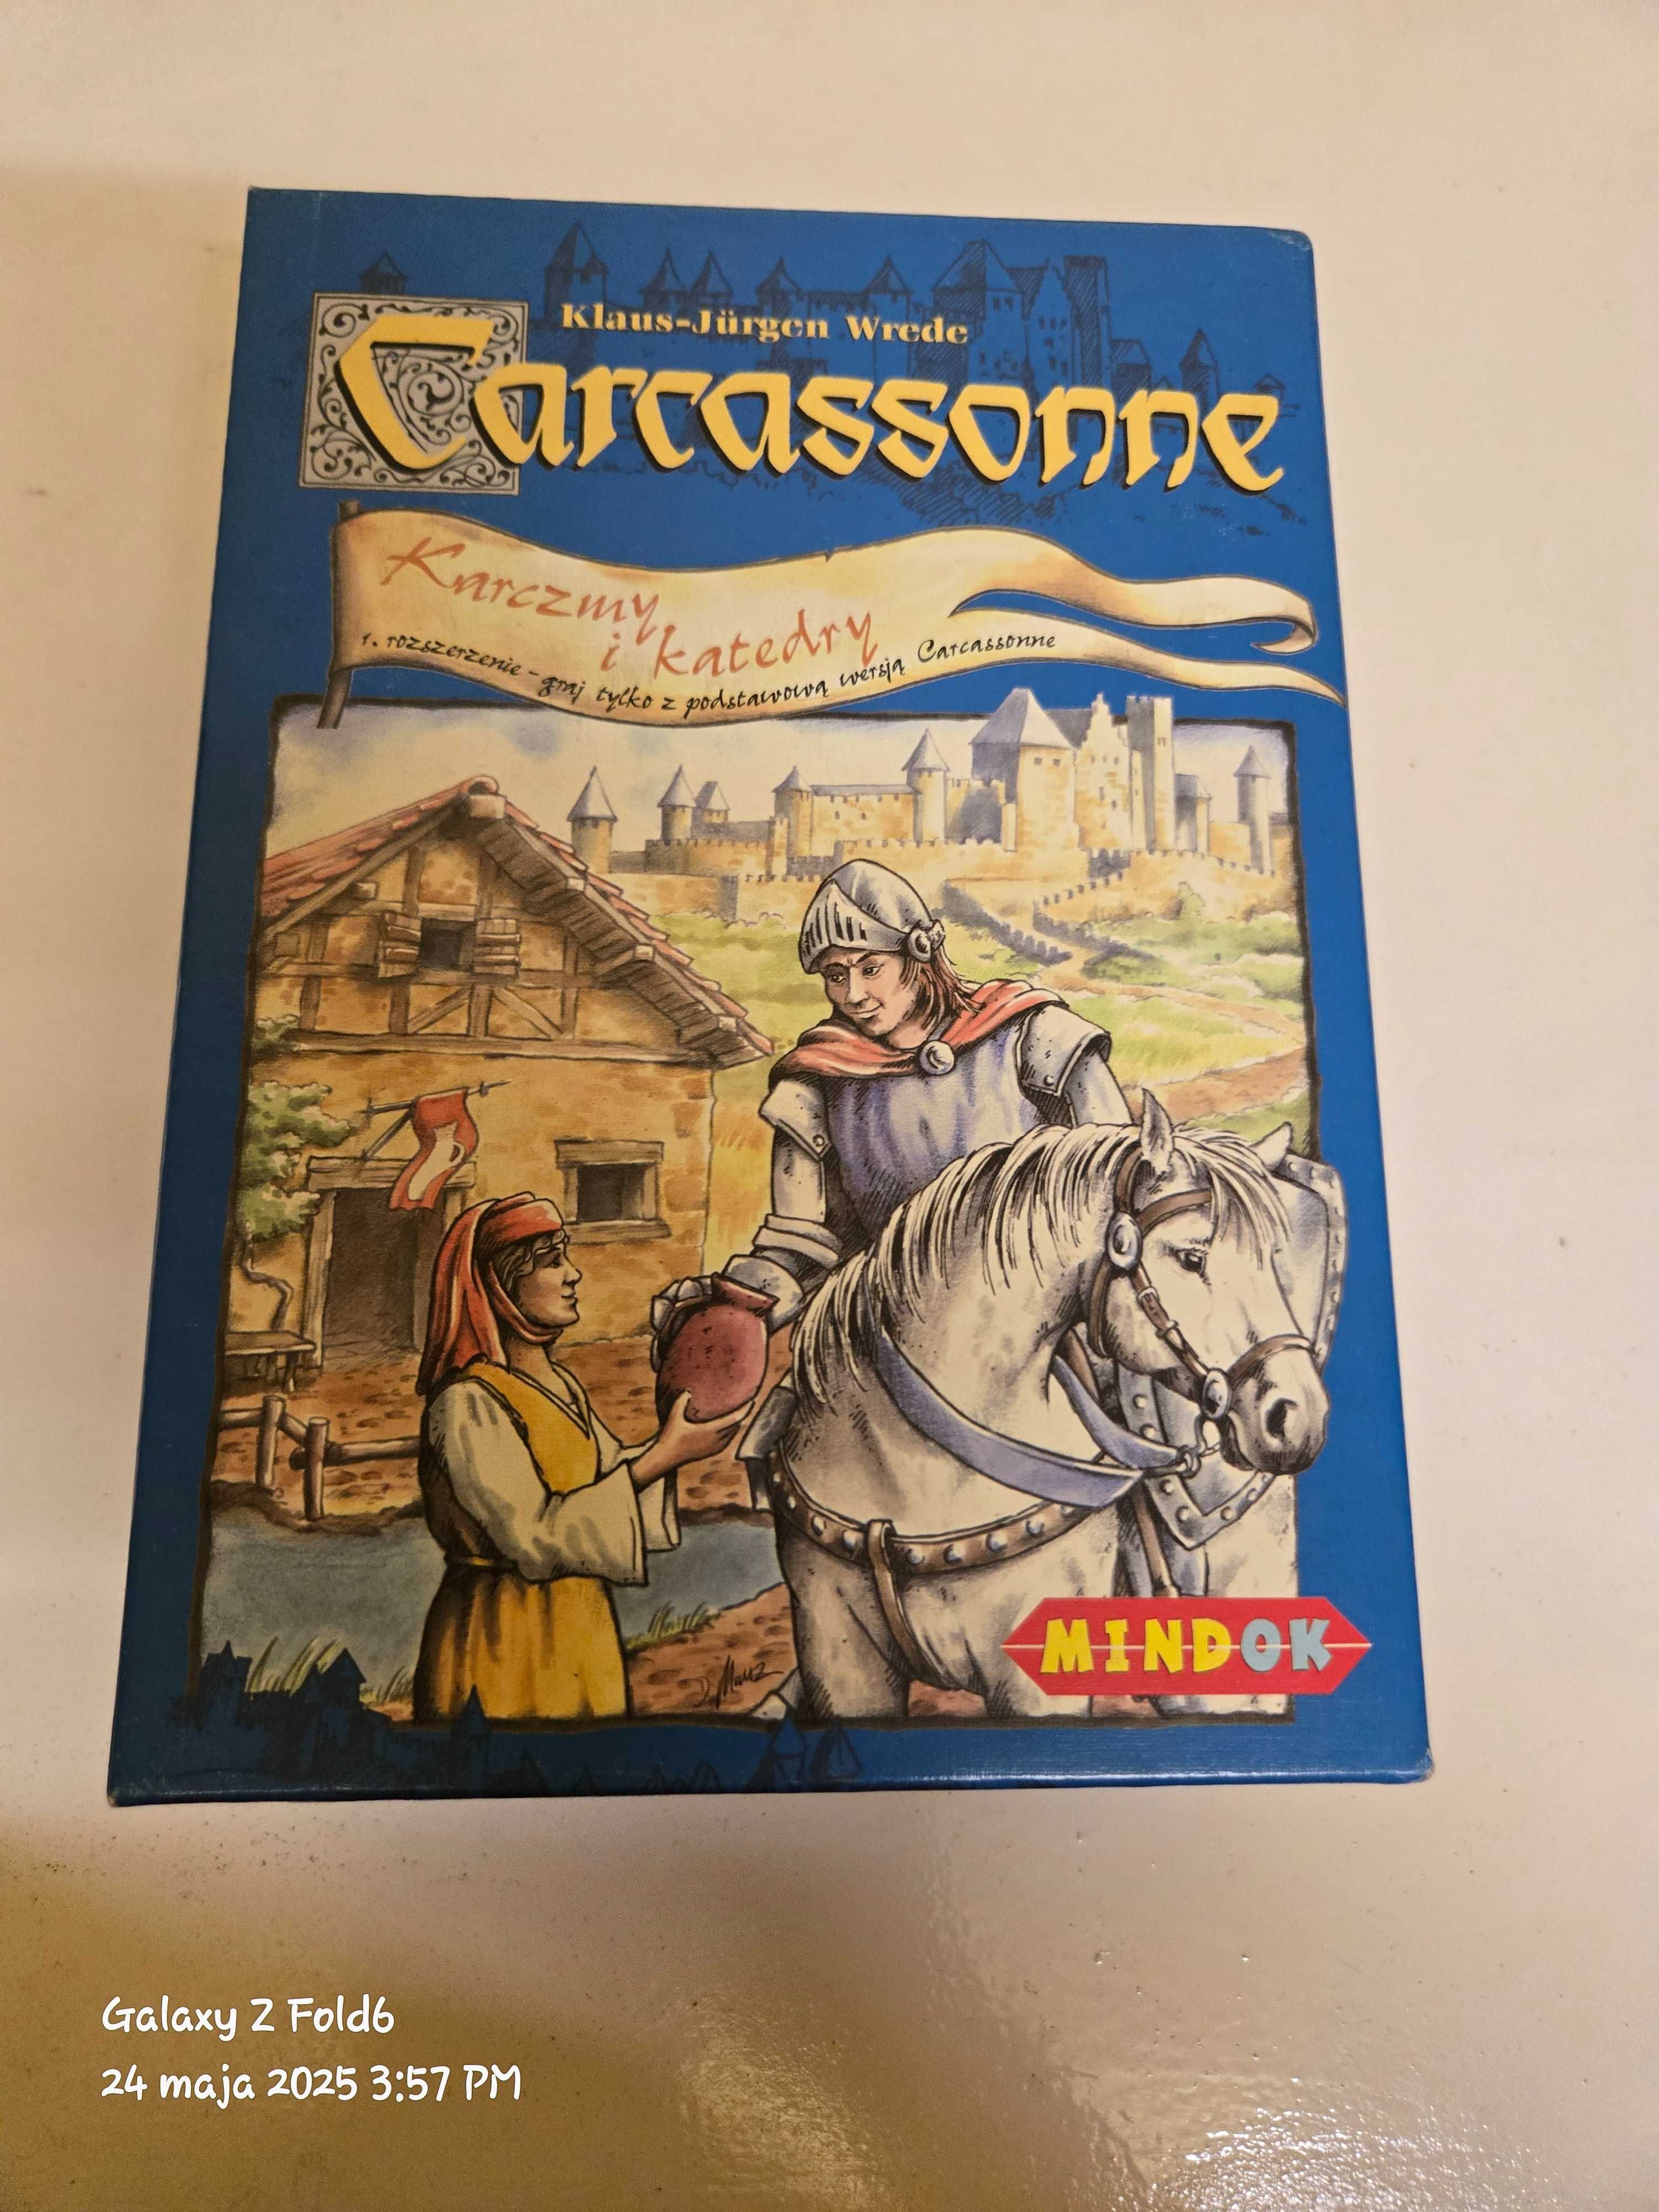 Klaus-Jürgen Wrede
Carcassonne
Karczmy
i katedry
1. rozszerzenie - graj tylko z podstawową wersją Carcassonne
D. Mauz
MINDOK
Galaxy Z Fold6
24 maja 2025 3:57 PM